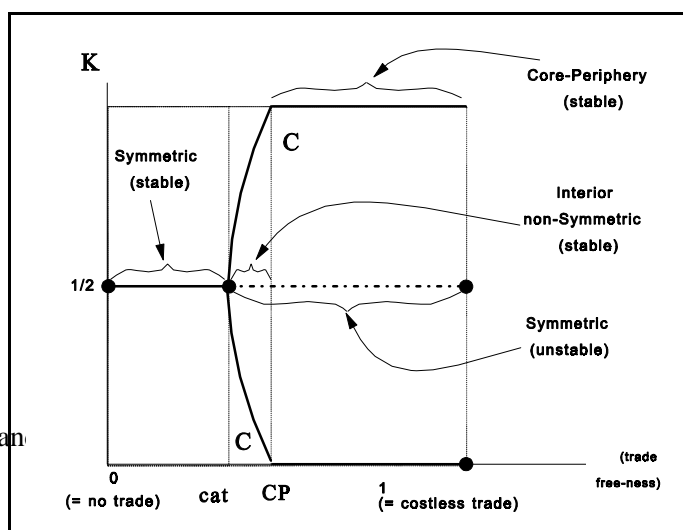 K
Core-Periphery
(stable)
C
Symmetric
(stable)
Interior
non-Symmetric
(stable)
1/2
Symmetric
(unstable)
C
0
(= no trade)
cat
CP
1
(= costless trade)
(trade
free-ness)